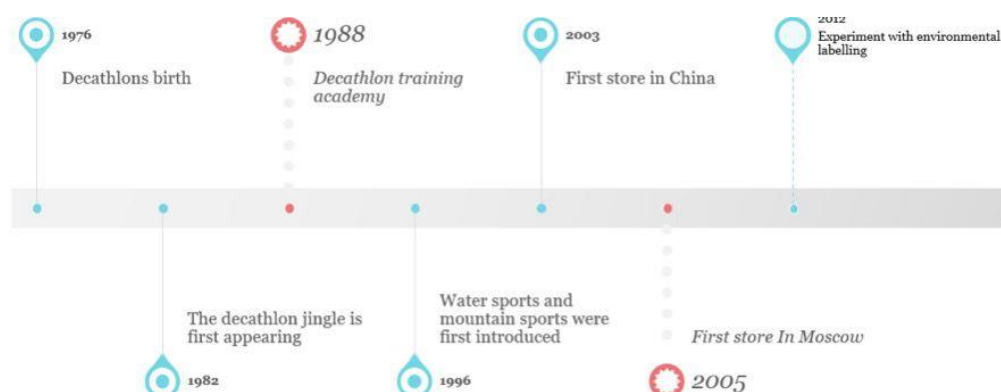 1976
Decathlons birth
1988
Decathlon training
academy
2003
First store in China
2012
Experiment with environmental
labelling
The decathlon jingle is
first appearing
1982
Water sports and
mountain sports were
first introduced
1996
First store In Moscow
2005